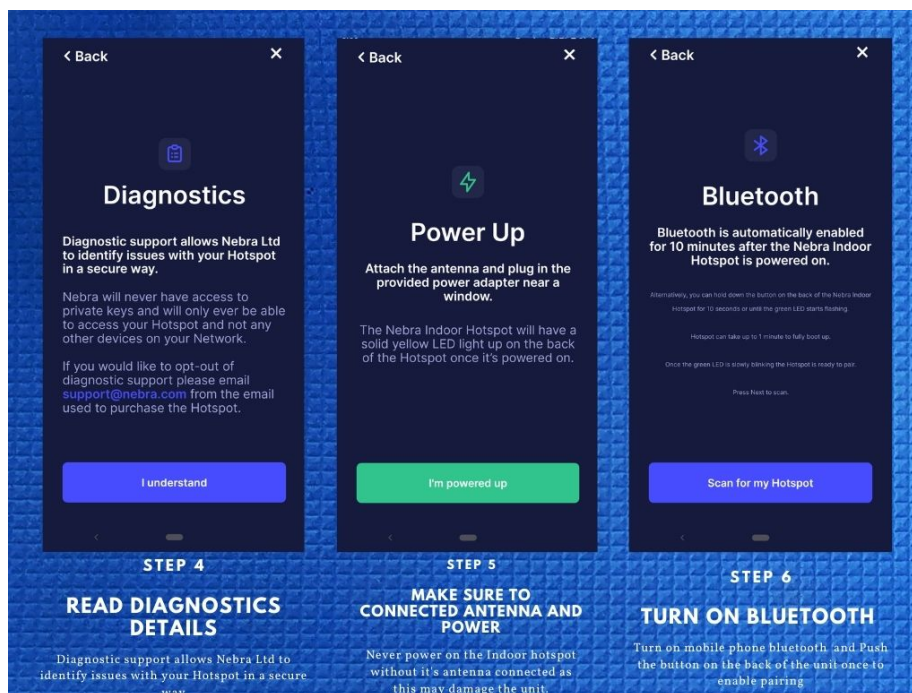 < Back
×
Diagnostics
Diagnostic support allows Nebra Ltd
to identify issues with your Hotspot
in a secure way.
Nebra will never have access to
private keys and will only ever be able
to access your Hotspot and not any
other devices on your Network.
If you would like to opt-out of
diagnostic support please email
support@nebra.com from the email
used to purchase the Hotspot.
I understand
STEP 4
READ DIAGNOSTICS
DETAILS
Diagnostic support allows Nebra Ltd to
identify issues with your Hotspot in a secure
way
< Back
×
Power Up
Attach the antenna and plug in the
provided power adapter near a
window.
The Nebra Indoor Hotspot will have a
solid yellow LED light up on the back
of the Hotspot once it's powered on.
I'm powered up
STEP 5
MAKE SURE TO
CONNECTED ANTENNA AND
POWER
Never power on the Indoor hotspot
without it's antenna connected as
this may damage the unit.
< Back
×
Bluetooth
Bluetooth is automatically enabled
for 10 minutes after the Nebra Indoor
Hotspot is powered on.
Alternatively, you can hold down the button on the back of the Nebra Indoor
Hotspot for 10 seconds or until the green LED starts flashing.
Hotspot can take up to 1 minute to fully boot up.
Once the green LED is slowly blinking the Hotspot is ready to pair.
Press Next to scan.
Scan for my Hotspot
STEP 6
TURN ON BLUETOOTH
Turn on mobile phone bluetooth and Push
the button on the back of the unit once to
enable pairing